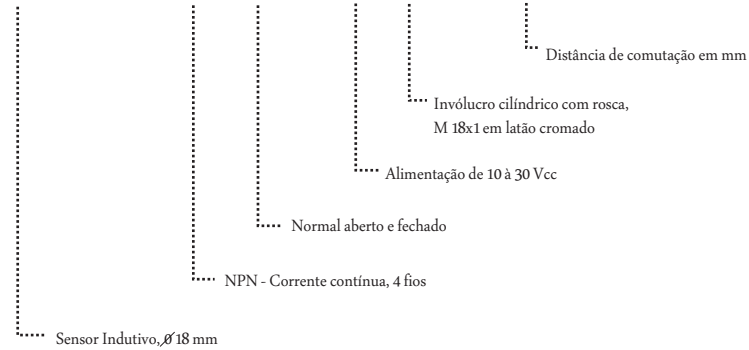 Distância de comutação em mm
Invólucro cilíndrico com rosca,
M 18x1 em latão cromado
Alimentação de 10 à 30 Vcc
Normal aberto e fechado
NPN - Corrente contínua, 4 fios
Sensor Indutivo, Ø 18 mm